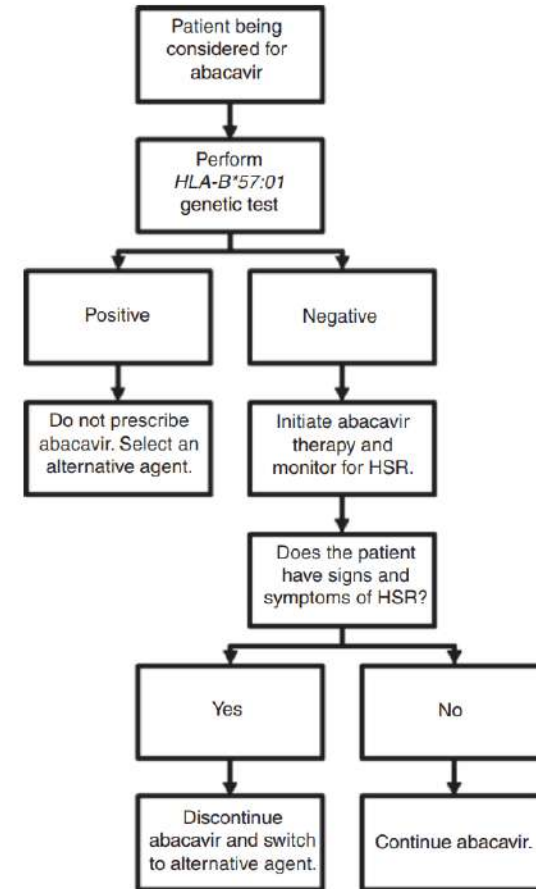 Patient being
considered for
abacavir
Perform
HLA-B*57:01
genetic test
Positive
Negative
Do not prescribe
abacavir. Select an
alternative agent.
Initiate abacavir
therapy and
monitor for HSR.
Does the patient
have signs and
symptoms of HSR?
Yes
No
Discontinue
abacavir and switch
to alternative agent.
Continue abacavir.